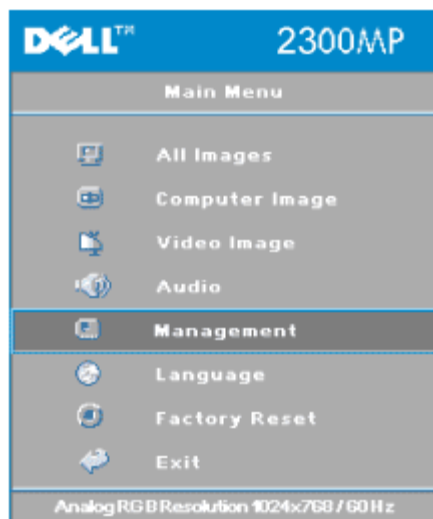 DELL™ 2300MP
Main Menu
All Images
Computer Image
Video Image
Audio
Management
Language
Factory Reset
Exit
Analog RGB Resolution 1024x768 / 60Hz